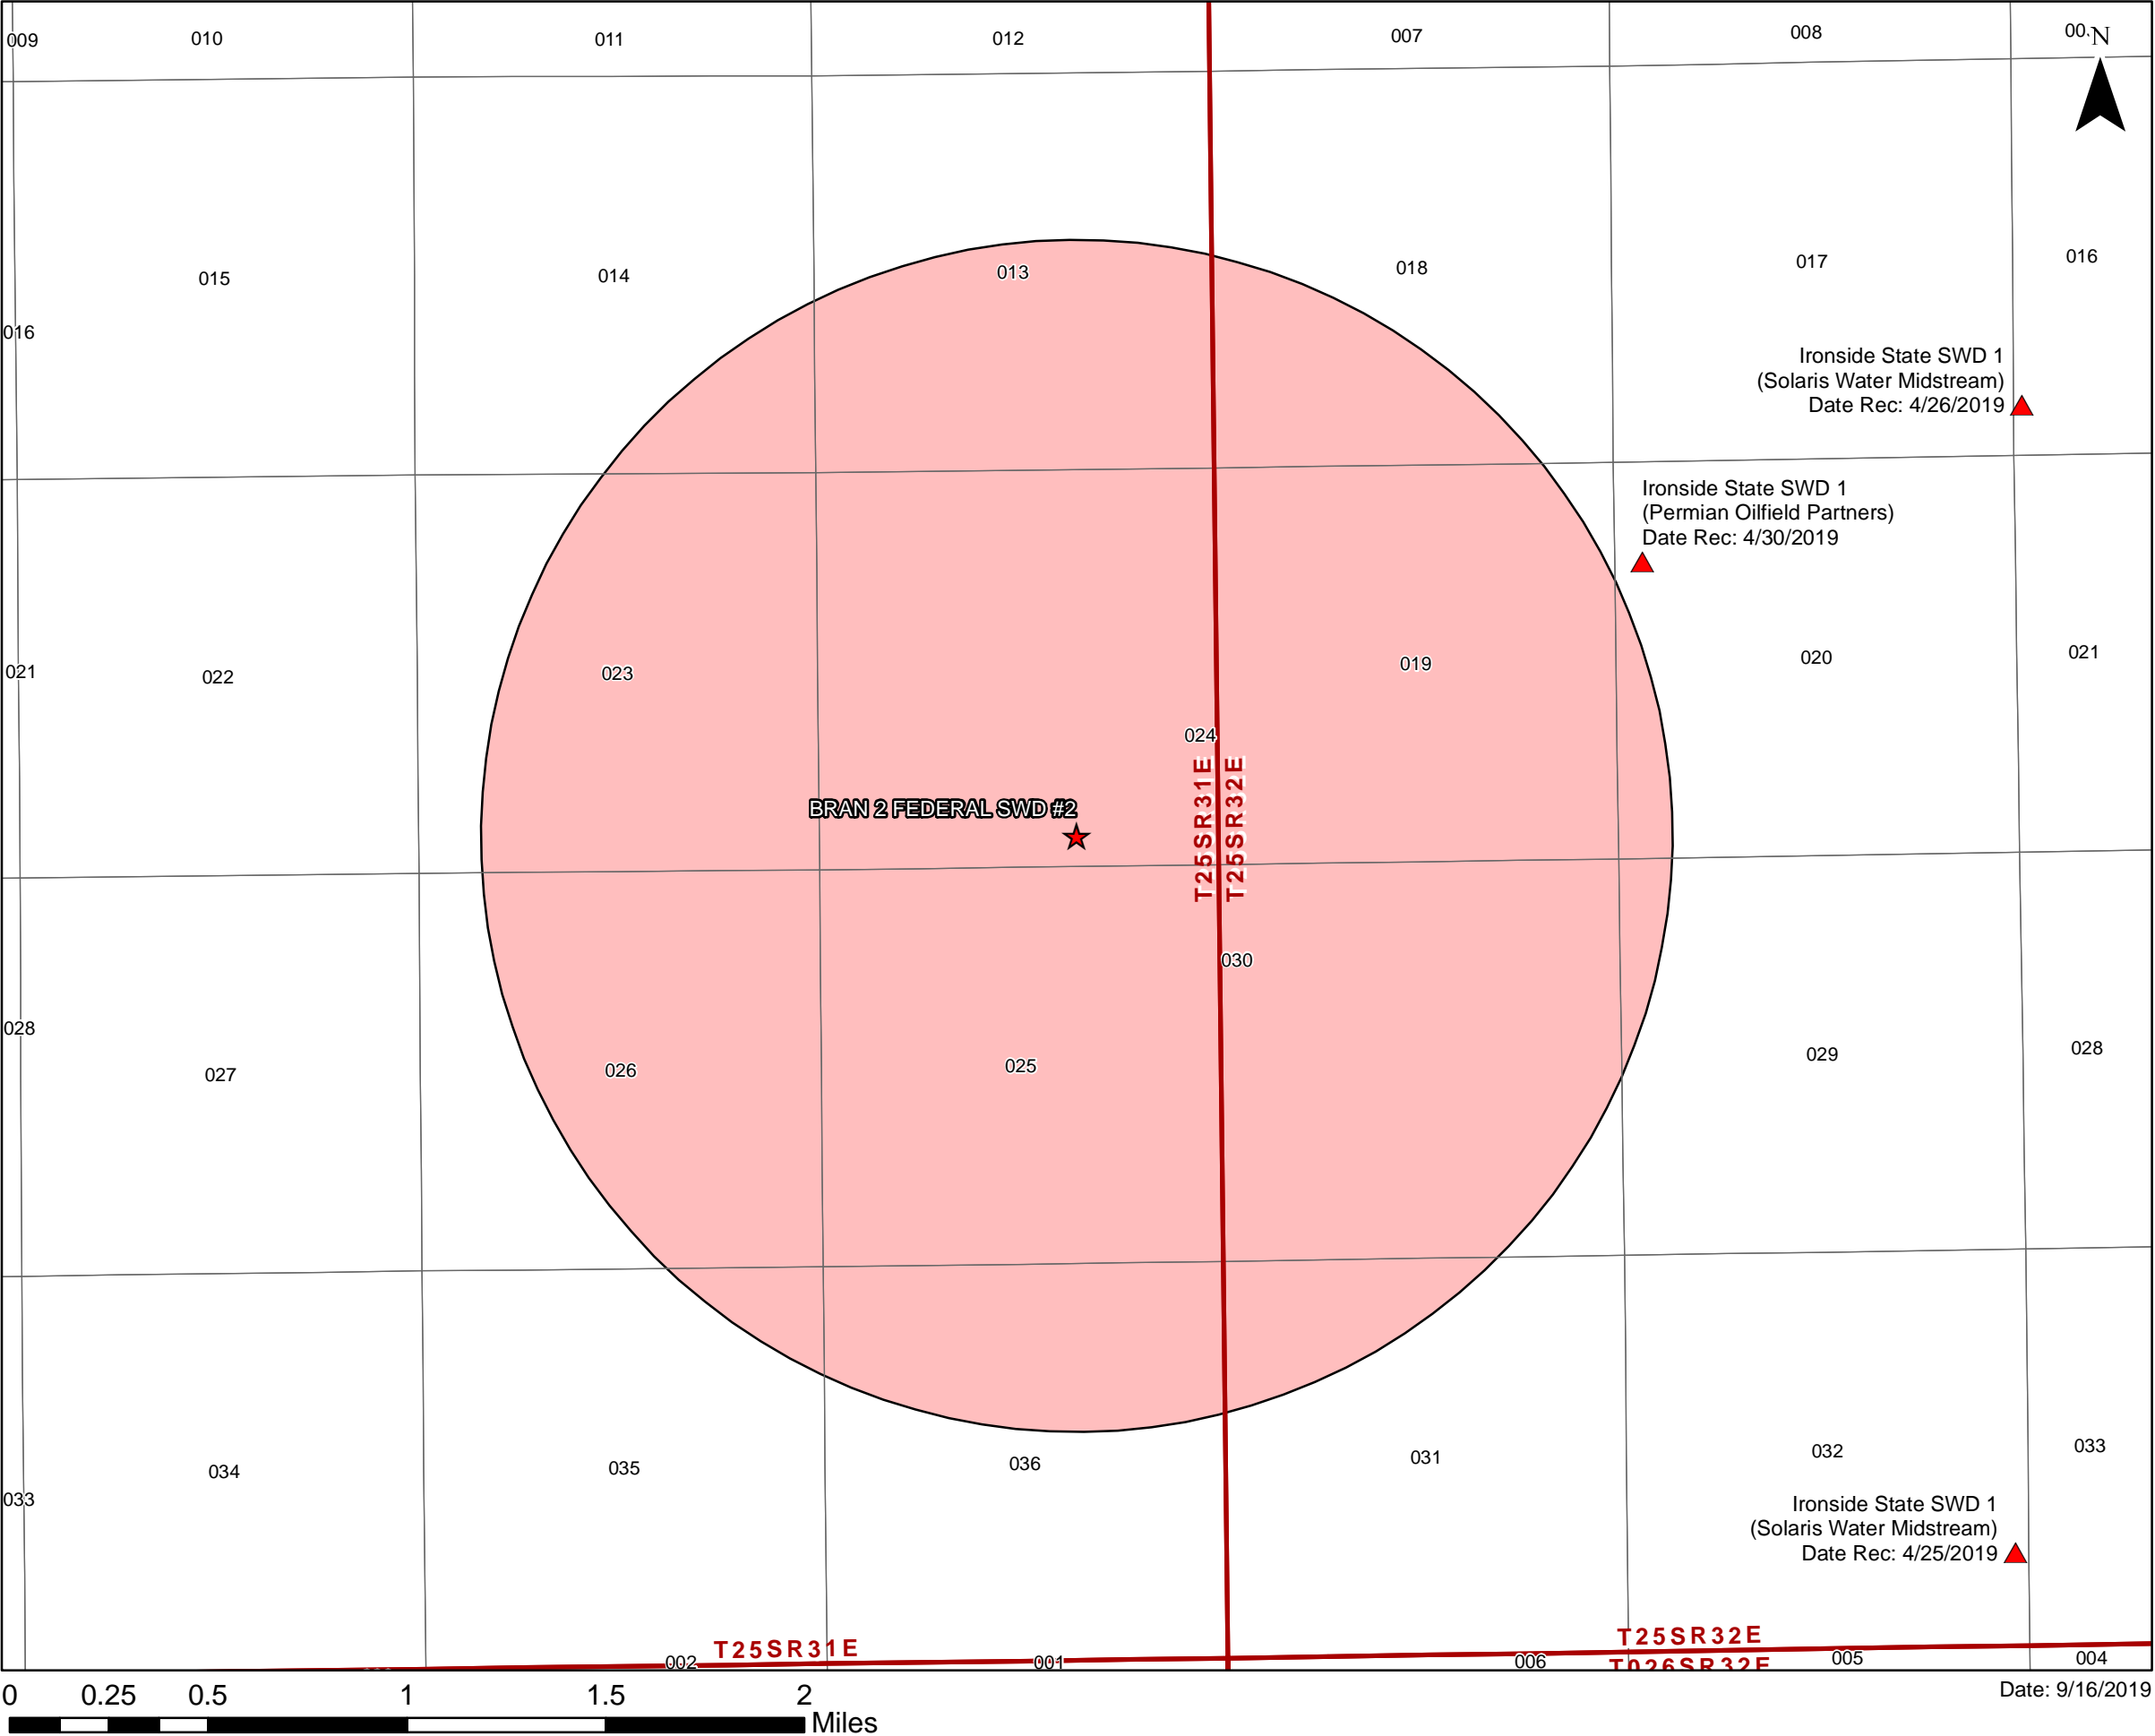 009
010
011
012
007
008
00.
N
015
014
013
018
017
016
016
Ironside State SWD 1
(Solaris Water Midstream)
Date Rec: 4/26/2019
Ironside State SWD 1
(Permian Oilfield Partners)
Date Rec: 4/30/2019
021
022
023
019
020
021
024
T25SR31E
T25SR32E
BRAN 2 FEDERAL SWD #2
030
028
027
026
025
029
028
034
035
036
031
032
033
033
Ironside State SWD 1
(Solaris Water Midstream)
Date Rec: 4/25/2019
T25SR31E
T25SR32E
002
001
006
T026SR32E
005
004
0 0.25 0.5 1 1.5 2
Miles
Date: 9/16/2019